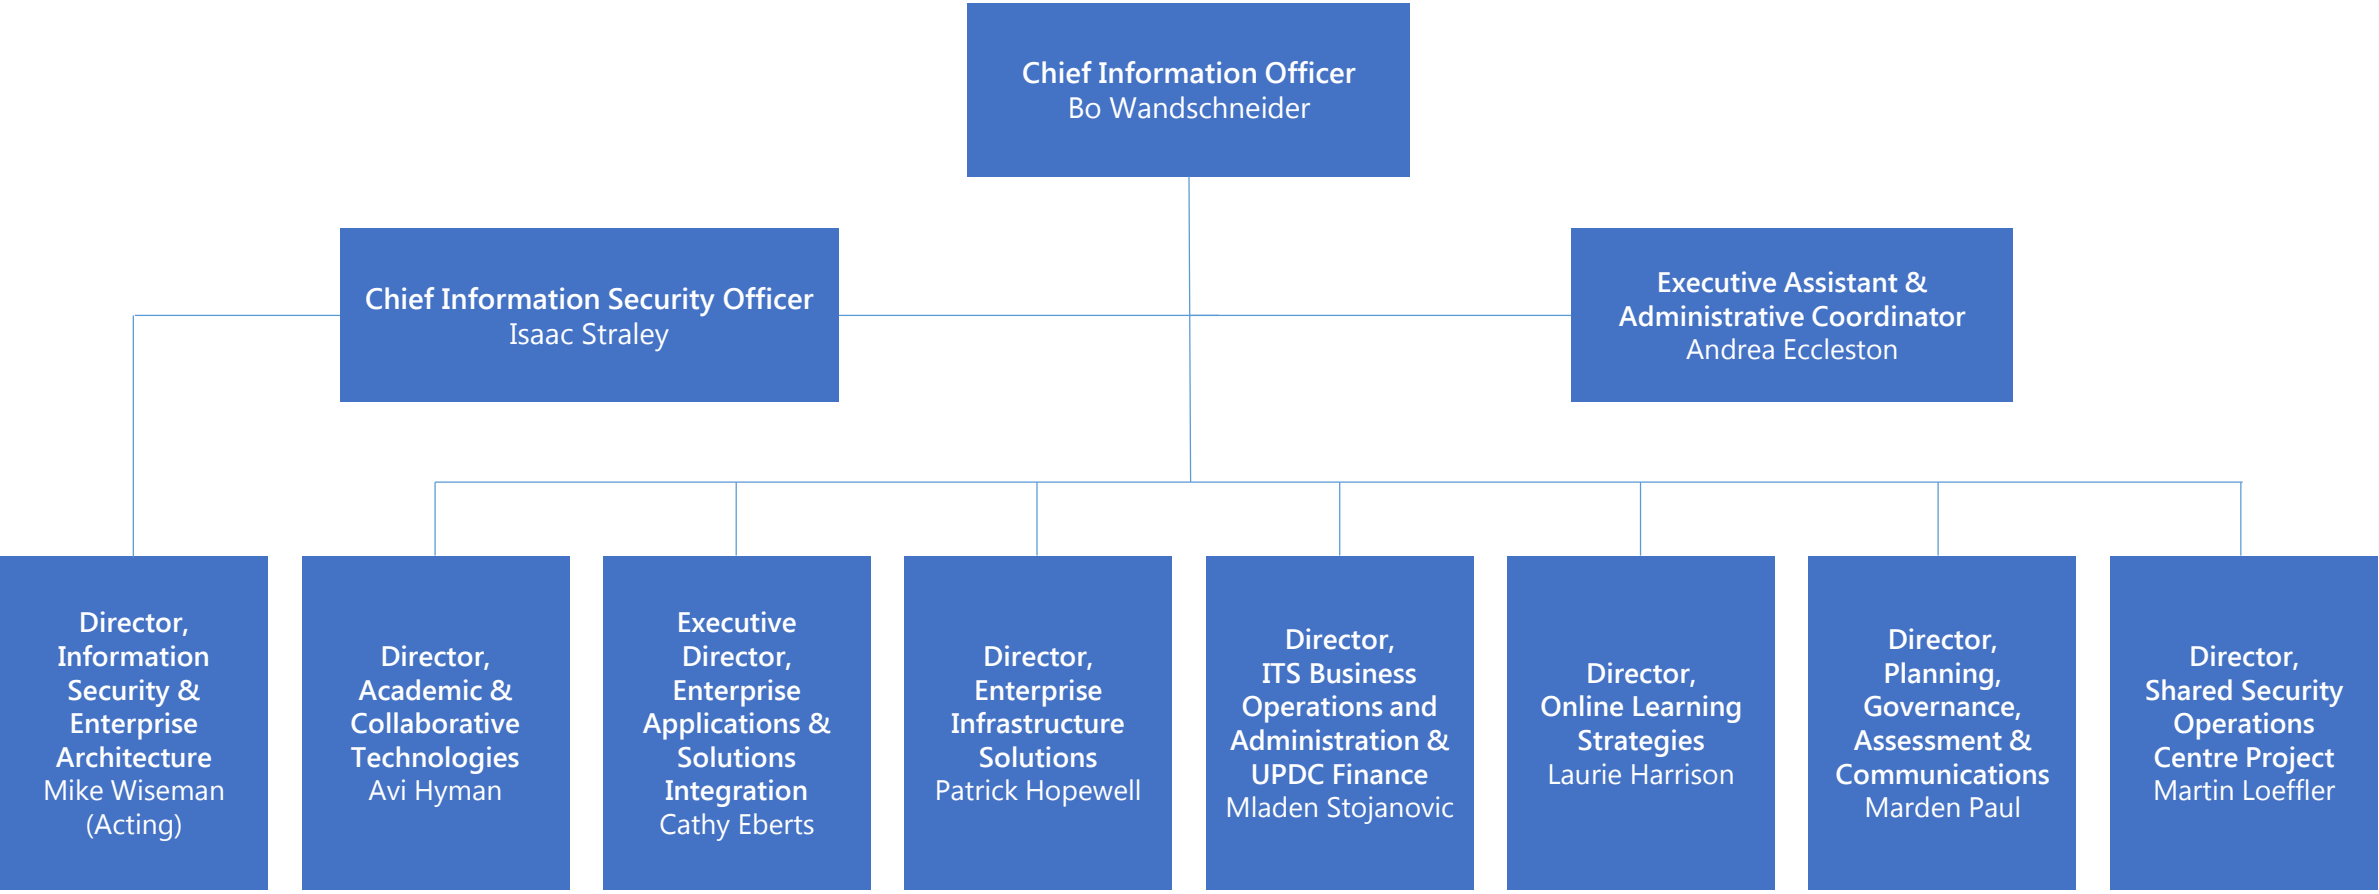 Chief Information Officer
Bo Wandschneider
Chief Information Security Officer
Isaac Straley
Executive Assistant &
Administrative Coordinator
Andrea Eccleston
Director,
Information
Security &
Enterprise
Architecture
Mike Wiseman
(Acting)
Director,
Academic &
Collaborative
Technologies
Avi Hyman
Executive
Director,
Enterprise
Applications &
Solutions
Integration
Cathy Eberts
Director,
Enterprise
Infrastructure
Solutions
Patrick Hopewell
Director,
ITS Business
Operations and
Administration &
UPDC Finance
Mladen Stojanovic
Director,
Online Learning
Strategies
Laurie Harrison
Director,
Planning,
Governance,
Assessment &
Communications
Marden Paul
Director,
Shared Security
Operations
Centre Project
Martin Loeffler